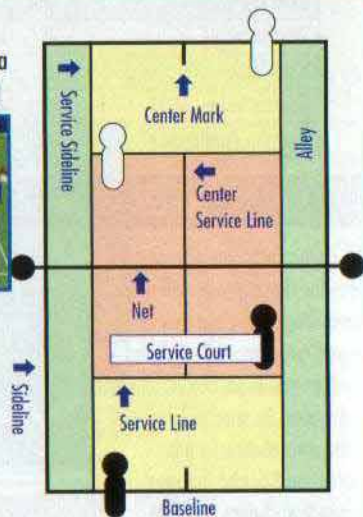 Service Sideline
Center Mark
Alley
Center
Service Line
Net
Service Court
Sideline
Service Line
Baseline